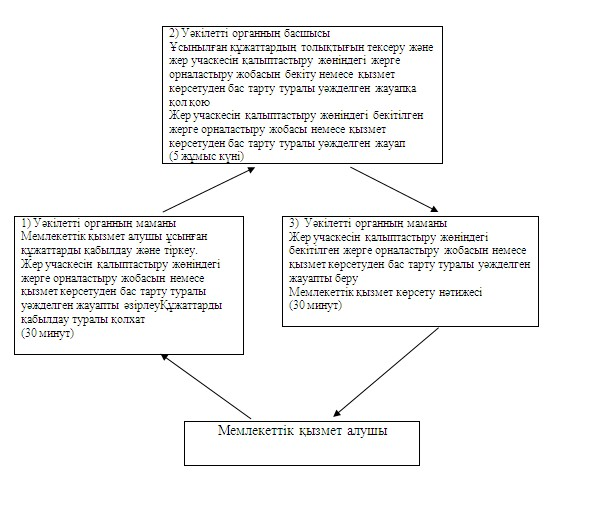 2) Уәкілетті органның басшысы
Ұсынылған құжаттардың толықтығын тексеру және
жер учаскесін қалыптастыру жөніндегі жерге
орналастыру жобасын бекіту немесе қызмет
көрсетуден бас тарту туралы уәжделген жауапқа
қол қою
Жер учаскесін қалыптастыру жөніндегі бекітілген
жерге орналастыру жобасы немесе қызмет
көрсетуден бас тарту туралы уәжделген жауап
(5 жұмыс күні)
1) Уәкілетті органның маманы
Мемлекеттік қызмет алушы ұсынған
құжаттарды қабылдау және тіркеу.
Жер учаскесін қалыптастыру жөніндегі
жерге орналастыру жобасын немесе
қызмет көрсетуден бас тарту туралы
уәжделген жауапты әзірлеуҚұжаттарды
қабылдау туралы қолхат
(30 минут)
3) Уәкілетті органның маманы
Жер учаскесін қалыптастыру жөніндегі
бекітілген жерге орналастыру жобасын немесе
қызмет көрсетуден бас тарту туралы уәжделген
жауапты беру
Мемлекеттік қызмет көрсету нәтижесі
(30 минут)
Мемлекеттік қызмет алушы